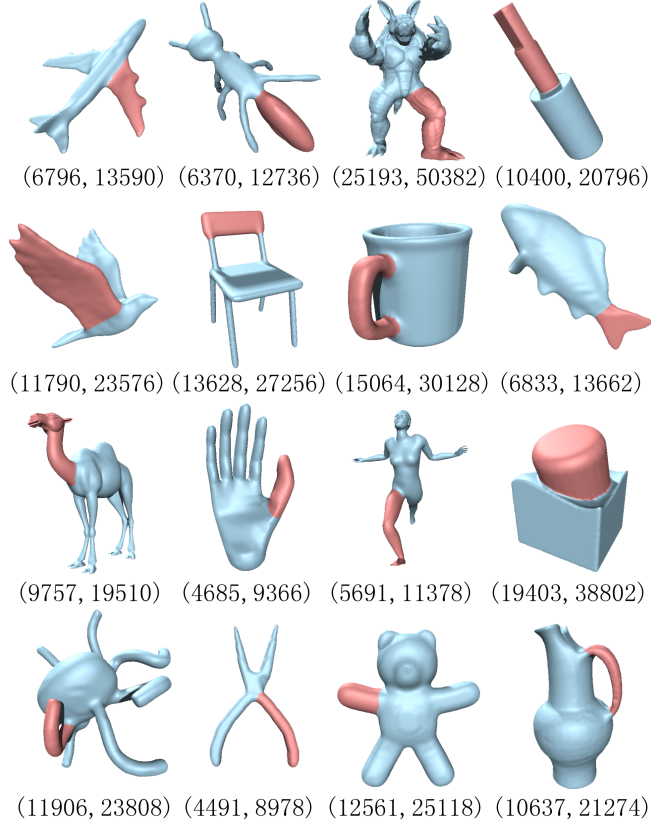 (6796, 13590) (6370, 12736) (25193, 50382) (10400, 20796)
(11790, 23576) (13628, 27256) (15064, 30128) (6833, 13662)
(9757, 19510) (4685, 9366) (5691, 11378) (19403, 38802)
(11906, 23808) (4491, 8978) (12561, 25118) (10637, 21274)